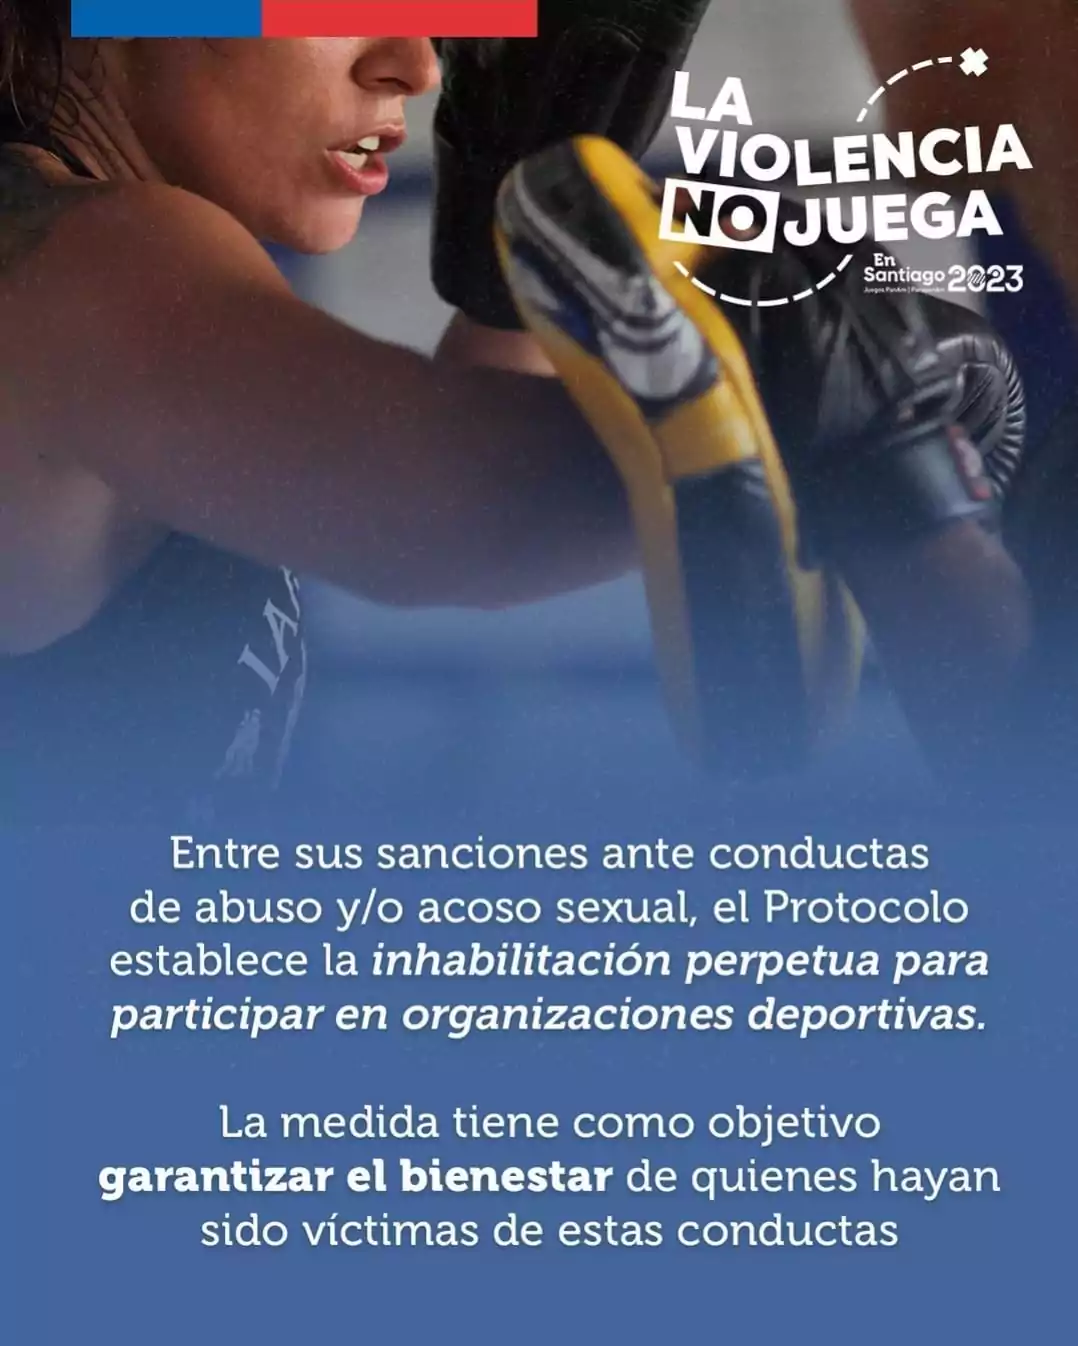 LA
VIOLENCIA
NO JUEGA
En
Santiago 2023
Entre sus sanciones ante conductas
de abuso y/o acoso sexual, el Protocolo
establece la inhabilitación perpetua para
participar en organizaciones deportivas.
La medida tiene como objetivo
garantizar el bienestar de quienes hayan
sido víctimas de estas conductas